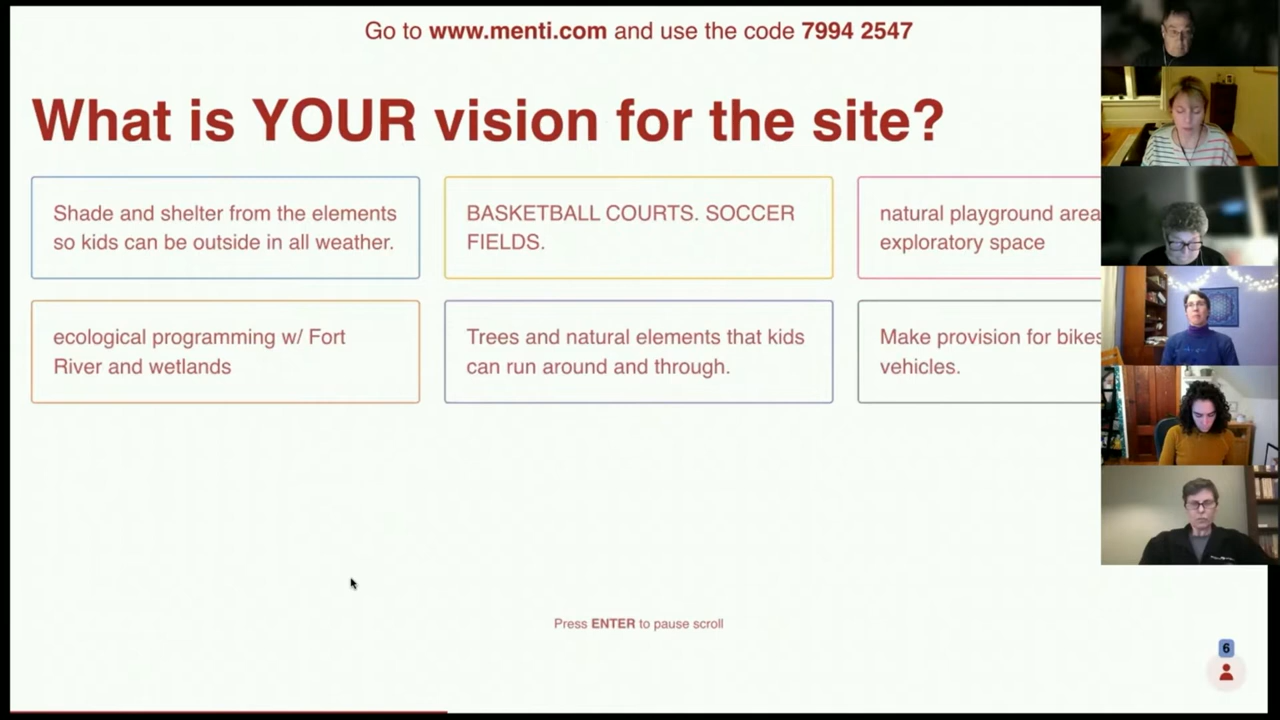 Go to www.menti.com and use the code 7994 2547
What is YOUR vision for the site?
Shade and shelter from the elements
so kids can be outside in all weather.
BASKETBALL COURTS. SOCCER
FIELDS.
natural playground area
exploratory space
ecological programming w/ Fort
River and wetlands
Trees and natural elements that kids
can run around and through.
Make provision for bikes
vehicles.
Press ENTER to pause scroll
6